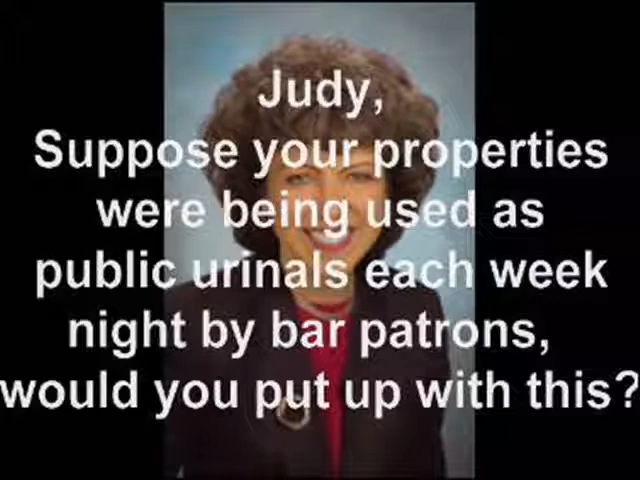 Judy,
Suppose your properties
were being used as
public urinals each week
night by bar patrons,
would you put up with this?